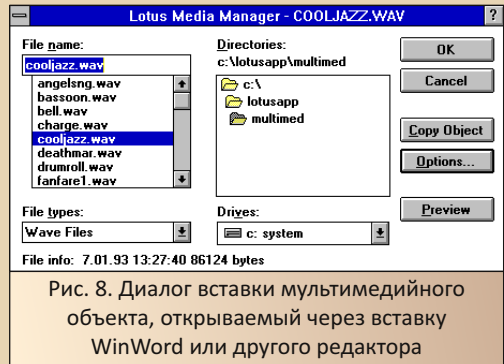 Lotus Media Manager - COOLJAZZ.WAV ?
File name:
cooljazz.wav
angelsng.wav
bassoon.wav
bell.wav
charge.wav
cooljazz.wav
deathmar.wav
drumroll.wav
fanfare1.wav
Directories:
c:\lotusapp\multimed
c:\
lotusapp
multimed
OK
Cancel
Copy Object
Options...
Preview
File types:
Wave Files
Drives:
c: system
File info: 7.01.93 13:27:40 86124 bytes
Рис. 8. Диалог вставки мультимедийного
объекта, открываемый через вставку
WinWord или другого редактора